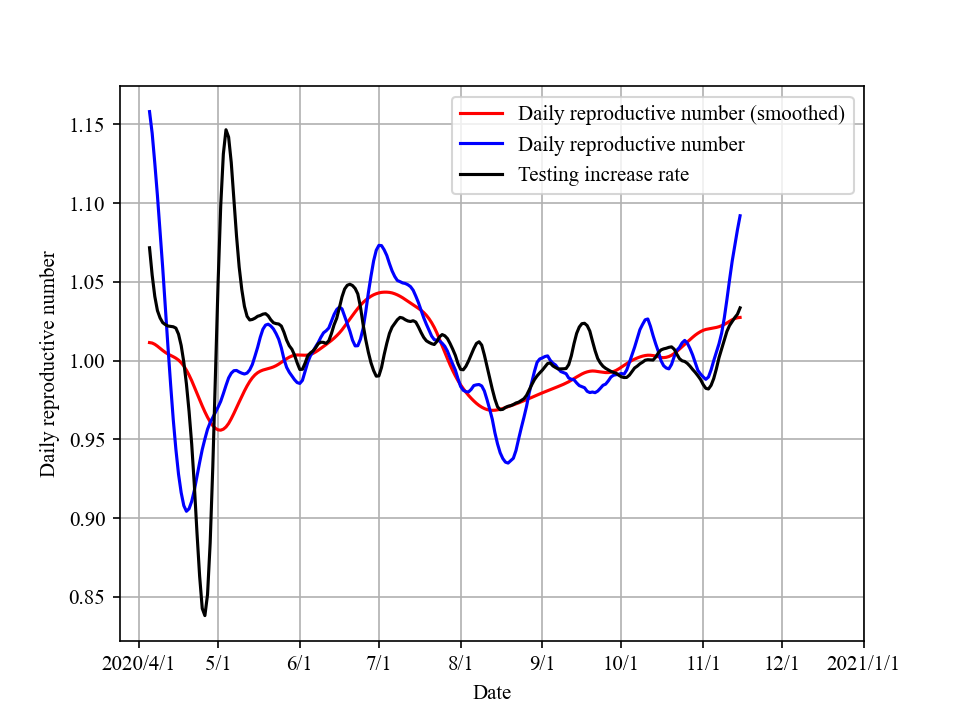 Daily reproductive number (smoothed)
Daily reproductive number
Testing increase rate
Daily reproductive number
1.15
1.10
1.05
1.00
0.95
0.90
0.85
2020/4/1 5/1 6/1 7/1 8/1 9/1 10/1 11/1 12/1 2021/1/1
Date